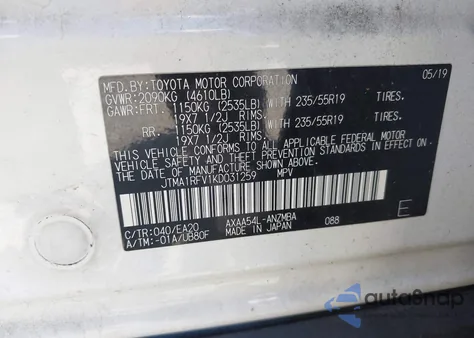 MFD.BY:TOYOTA MOTOR CORPORATION 05/19
GVWR:2090KG (4610LB)
GAWR:FRT. 1150KG (2535LB) WITH 235/55R19 TIRES.
19X7 1/2J RIMS.
RR. 1150KG (2535LB) WITH 235/55R19 TIRES.
19X7 1/2J RIMS.
THIS VEHICLE CONFORMS TO ALL APPLICABLE FEDERAL MOTOR
VEHICLE SAFETY AND BUMPER STANDARDS IN EFFECT ON THE
DATE OF MANUFACTURE SHOWN ABOVE.
JTMA1RFV1KD031259 MPV
C/TR:040/EA20 AXAA54L-ANZMBA 088 E
A/TM:-01A/UB80F MADE IN JAPAN
autosnap